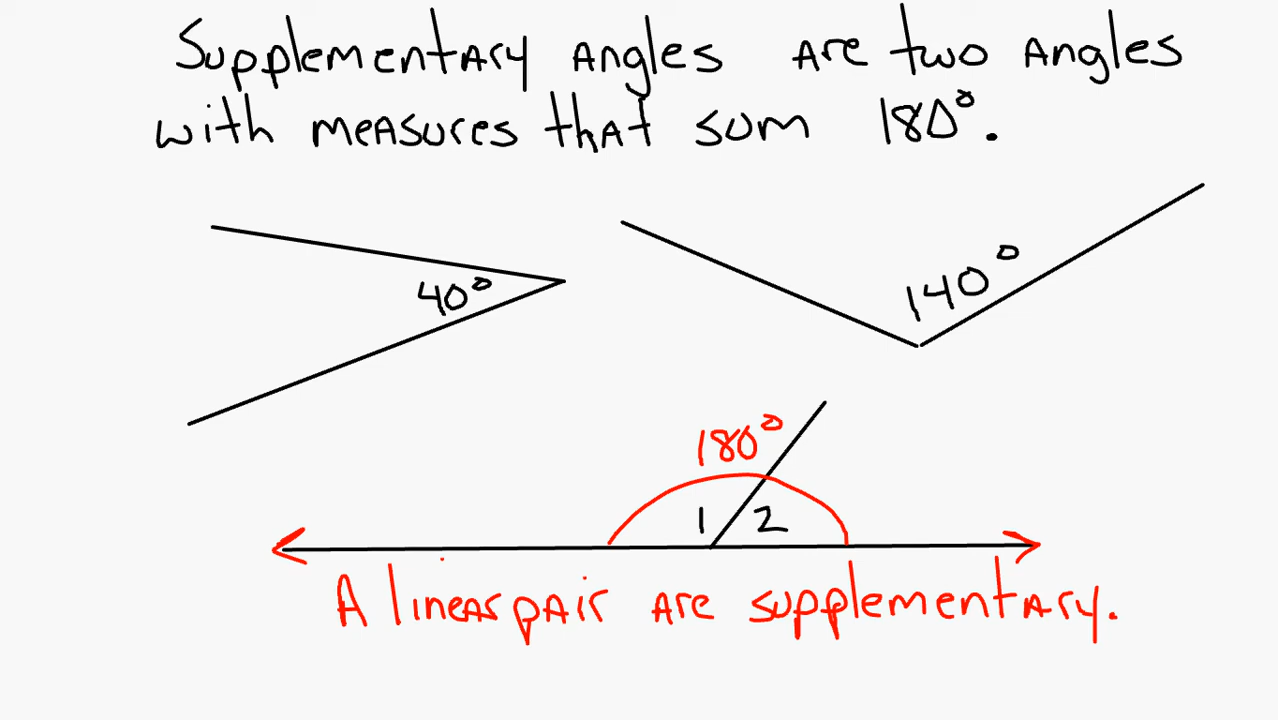 Supplementary Angles are two angles
with measures that sum 180°.
40°
140°
180°
1 2
A linear pair are supplementary.